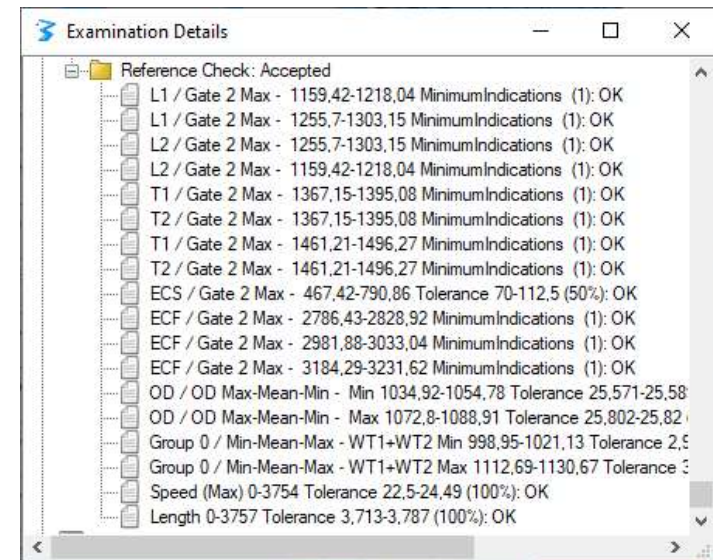 Examination Details
Reference Check: Accepted
L1 / Gate 2 Max - 1159,42-1218,04 MinimumIndications (1): OK
L1 / Gate 2 Max - 1255,7-1303,15 MinimumIndications (1): OK
L2 / Gate 2 Max - 1255,7-1303,15 MinimumIndications (1): OK
L2 / Gate 2 Max - 1159,42-1218,04 MinimumIndications (1): OK
T1 / Gate 2 Max - 1367,15-1395,08 MinimumIndications (1): OK
T2 / Gate 2 Max - 1367,15-1395,08 MinimumIndications (1): OK
T1 / Gate 2 Max - 1461,21-1496,27 MinimumIndications (1): OK
T2 / Gate 2 Max - 1461,21-1496,27 MinimumIndications (1): OK
ECS / Gate 2 Max - 467,42-790,86 Tolerance 70-112,5 (50%): OK
ECF / Gate 2 Max - 2786,43-2828,92 MinimumIndications (1): OK
ECF / Gate 2 Max - 2981,88-3033,04 MinimumIndications (1): OK
ECF / Gate 2 Max - 3184,29-3231,62 MinimumIndications (1): OK
OD / OD Max-Mean-Min - Min 1034,92-1054,78 Tolerance 25,571-25,58
OD / OD Max-Mean-Min - Max 1072,8-1088,91 Tolerance 25,802-25,82
Group 0 / Min-Mean-Max - WT1+WT2 Min 998,95-1021,13 Tolerance 2,9
Group 0 / Min-Mean-Max - WT1+WT2 Max 1112,69-1130,67 Tolerance 3
Speed (Max) 0-3754 Tolerance 22,5-24,49 (100%): OK
Length 0-3757 Tolerance 3,713-3,787 (100%): OK